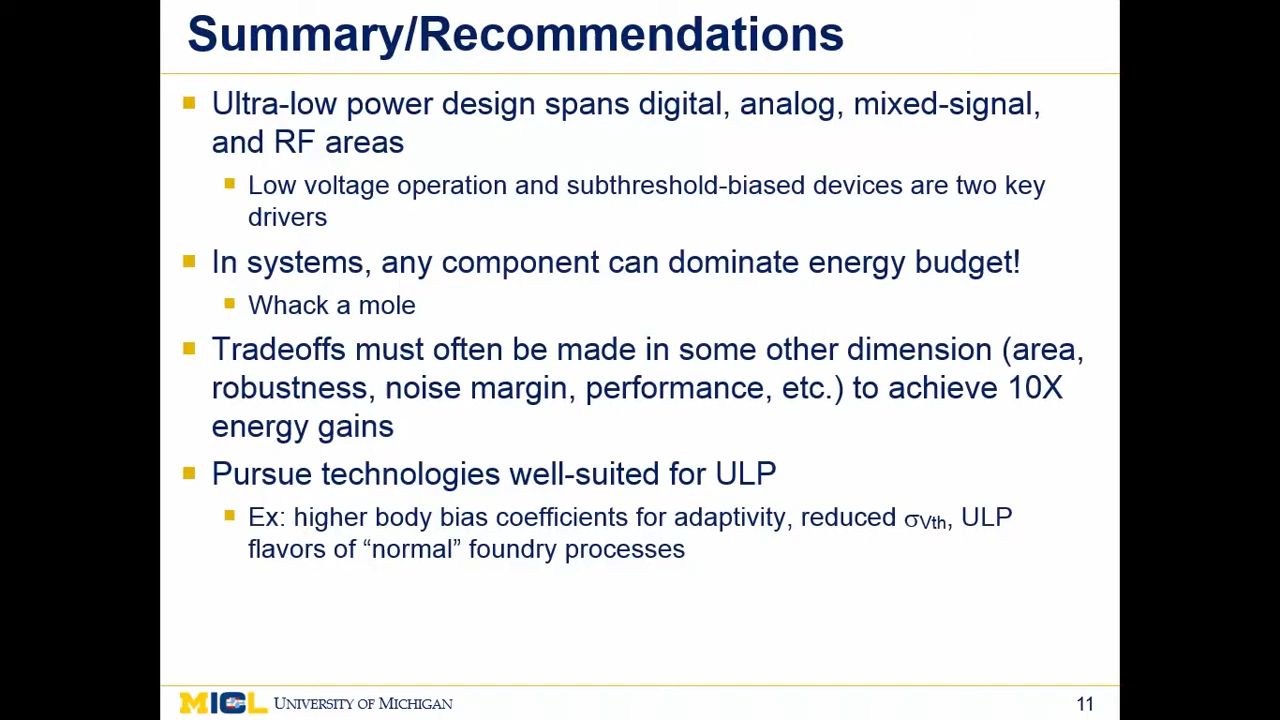 Summary/Recommendations
Ultra-low power design spans digital, analog, mixed-signal,
and RF areas
Low voltage operation and subthreshold-biased devices are two key
drivers
In systems, any component can dominate energy budget!
Whack a mole
Tradeoffs must often be made in some other dimension (area,
robustness, noise margin, performance, etc.) to achieve 10X
energy gains
Pursue technologies well-suited for ULP
Ex: higher body bias coefficients for adaptivity, reduced σVth, ULP
flavors of “normal” foundry processes
MICL UNIVERSITY OF MICHIGAN
11